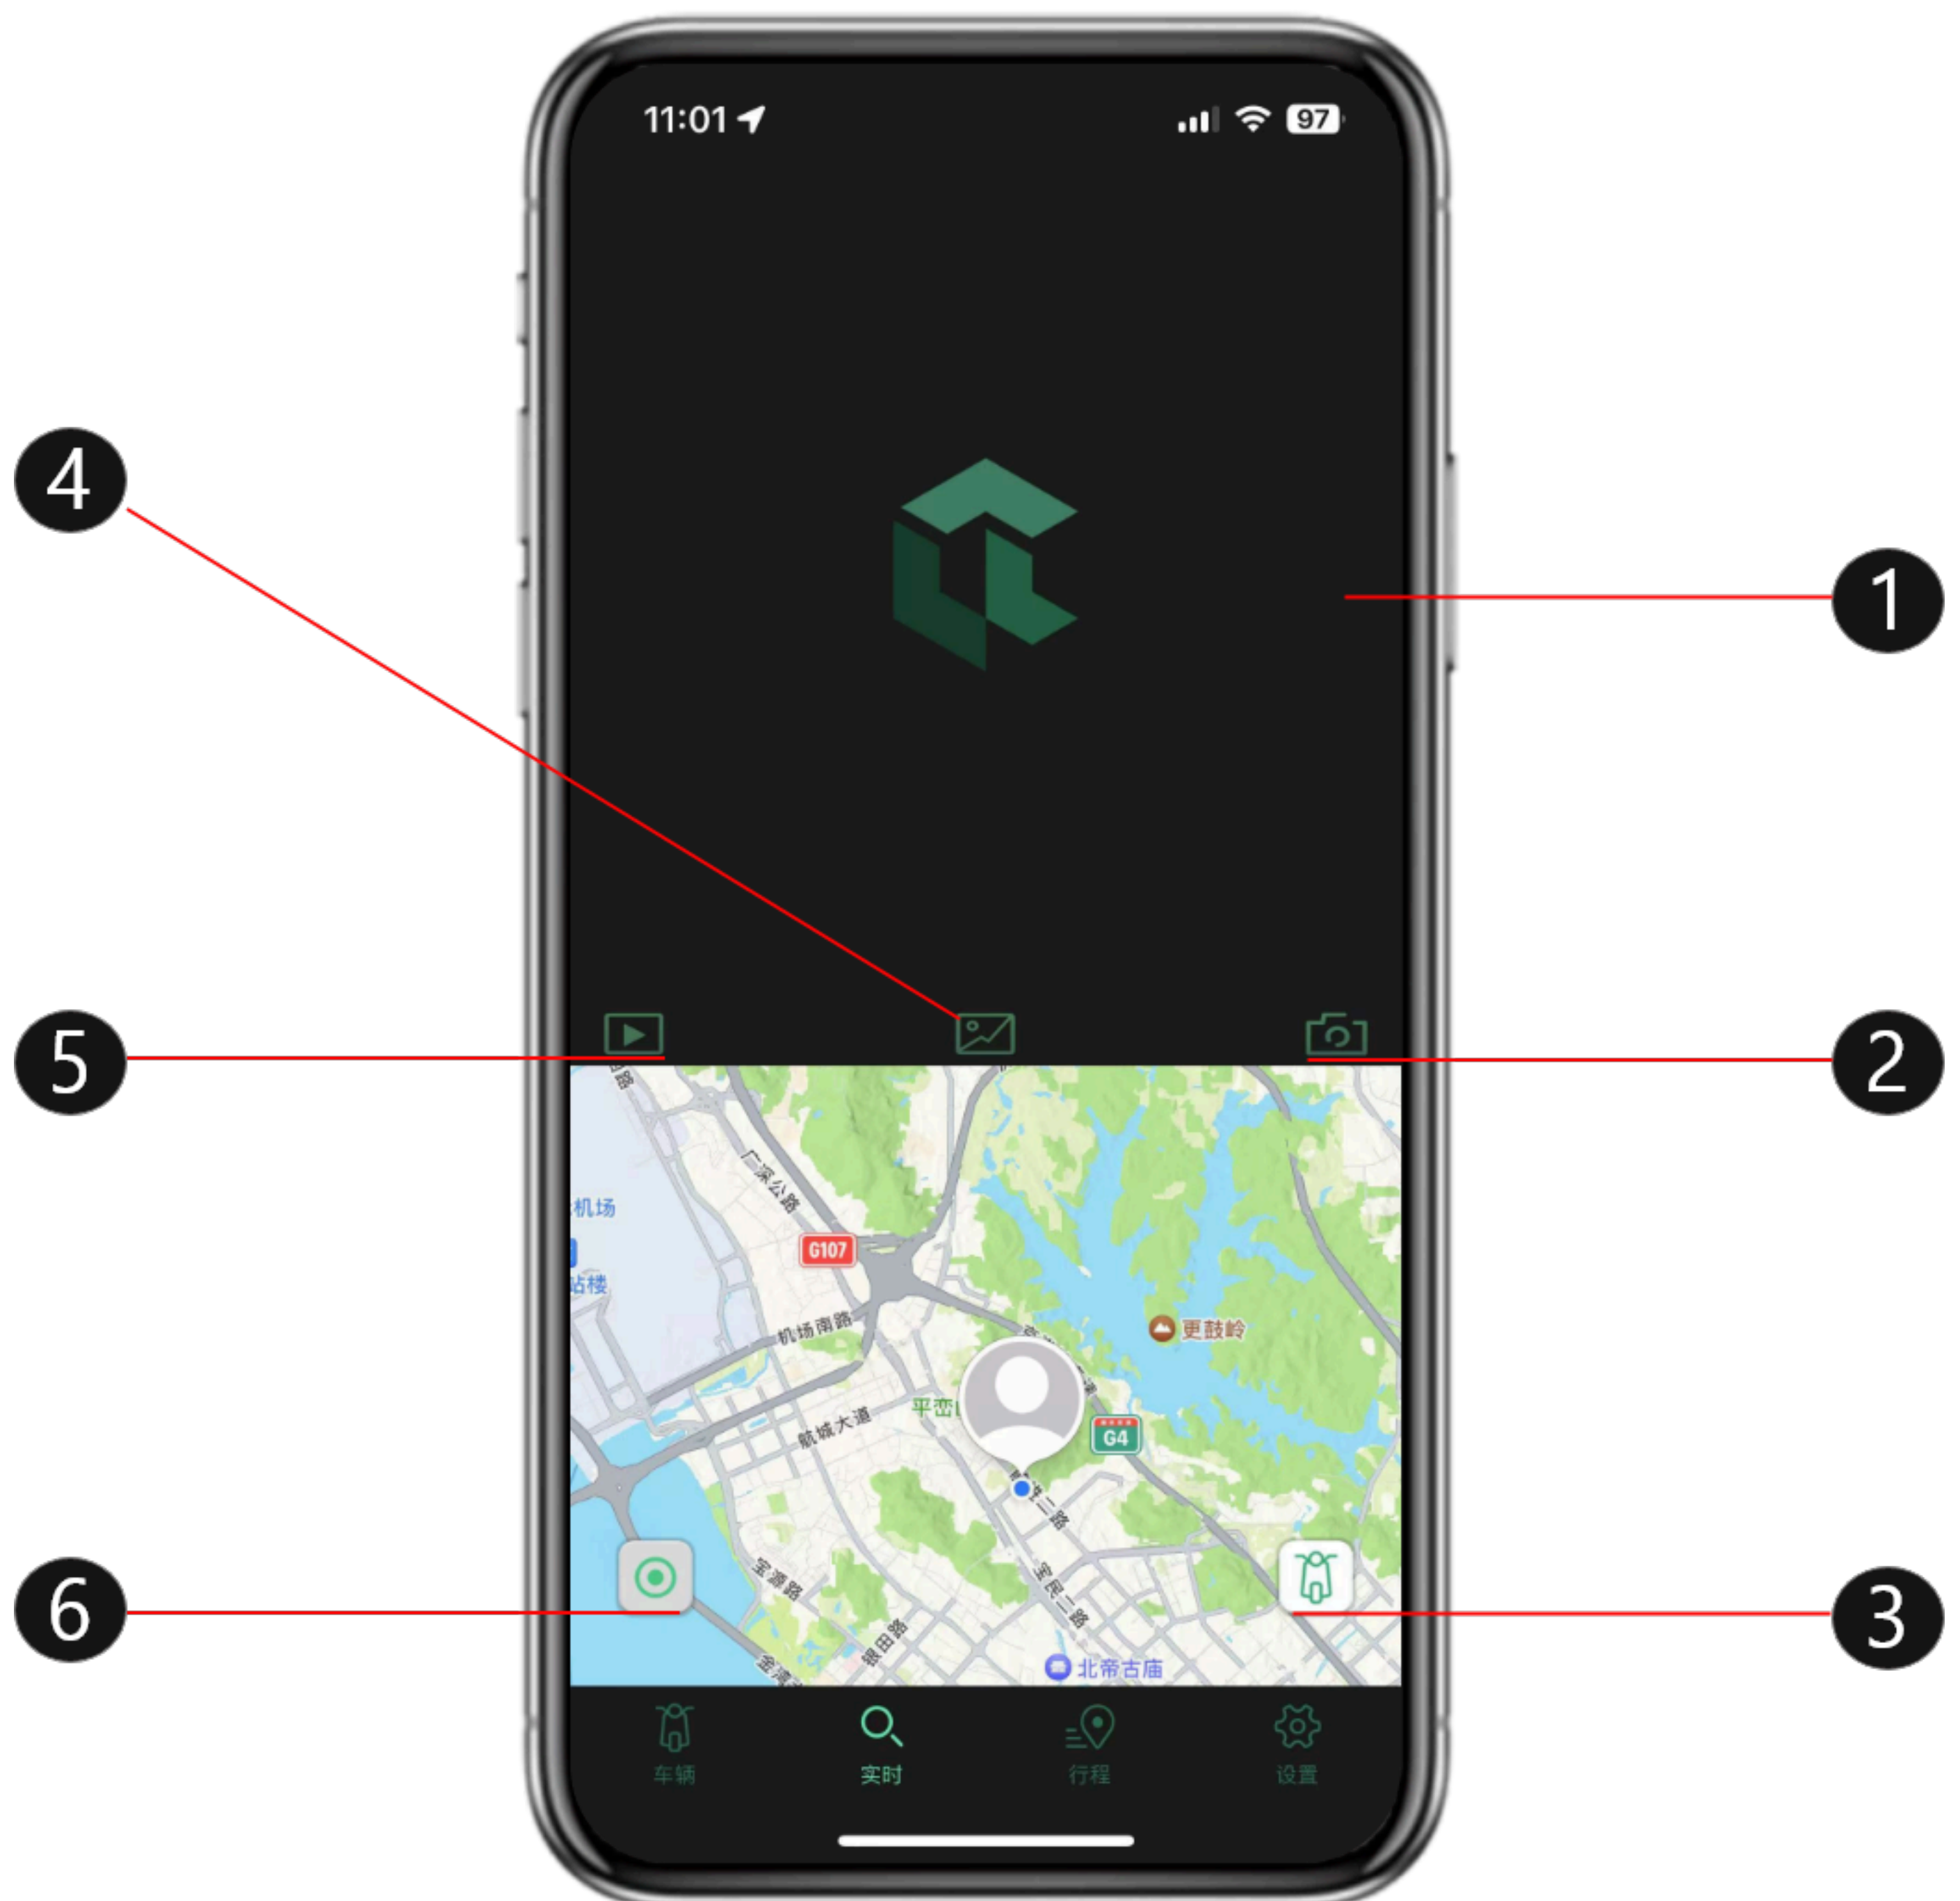 11:01
97
4
1
5
2
广深公路
机场
G107
站楼
机场南路
更鼓岭
航城大道
G4
宝源路
宝民二路
银田路
6
3
北帝古庙
车辆
实时
行程
设置